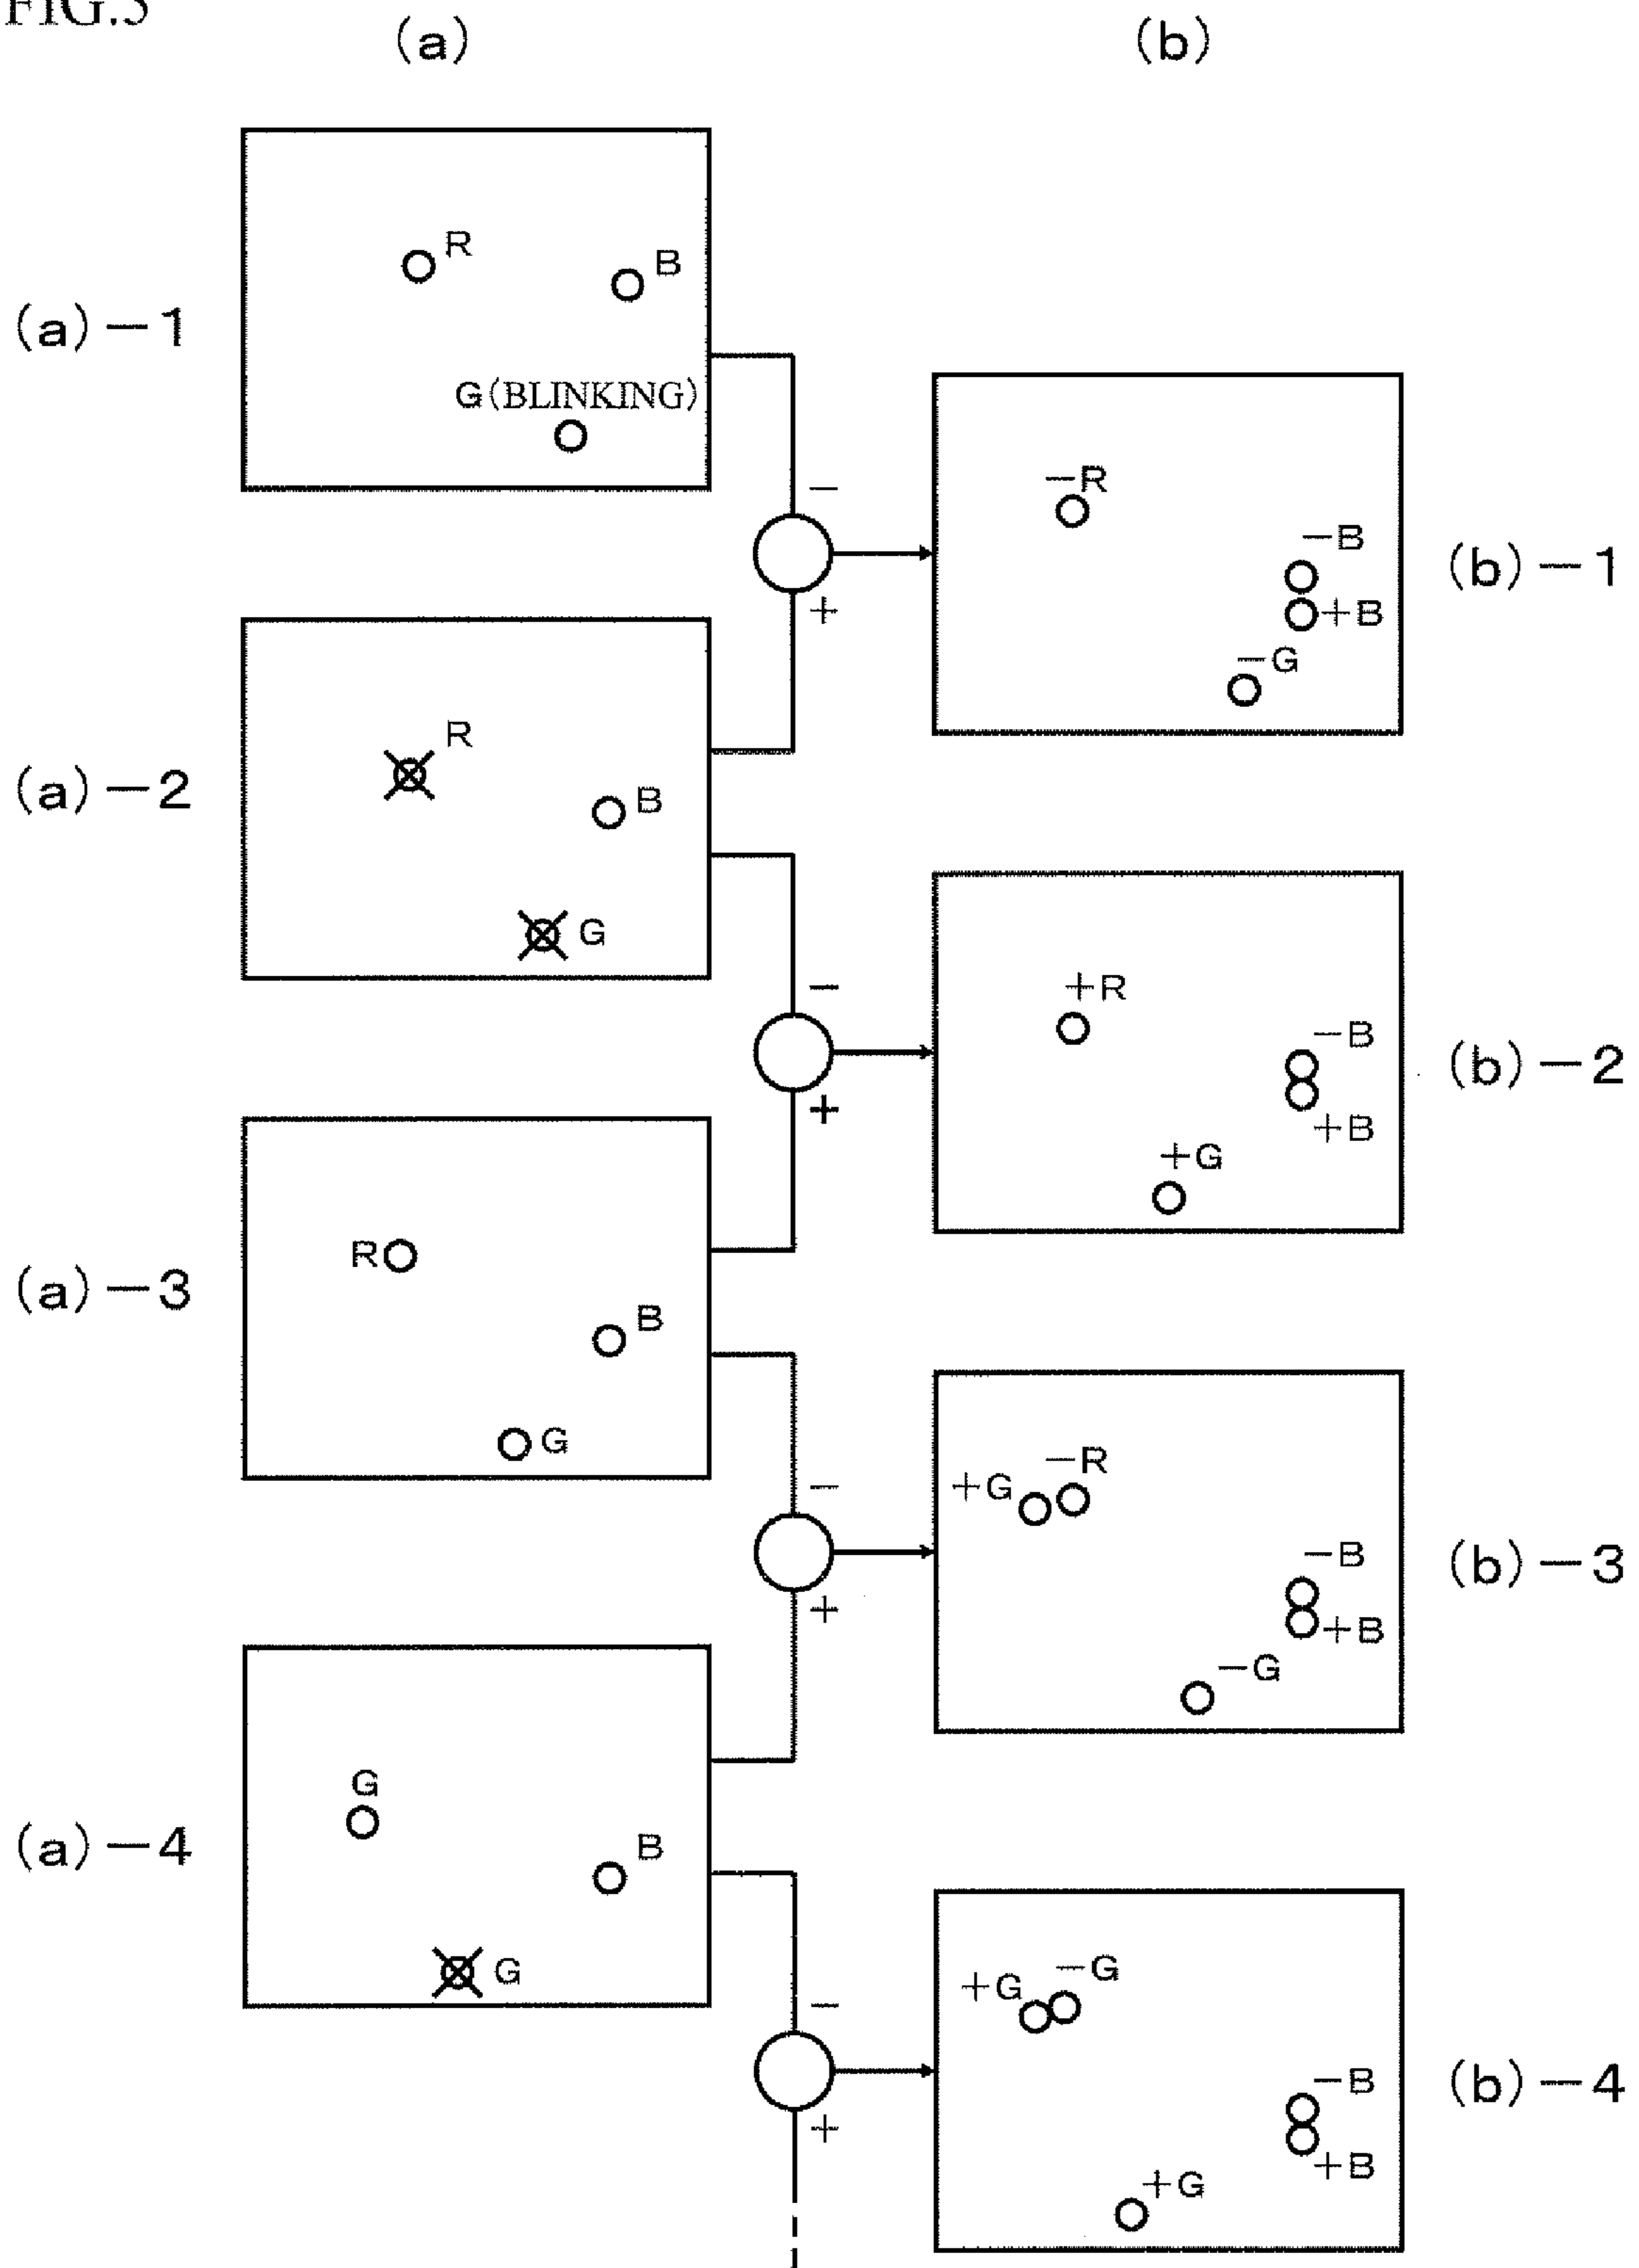 FIG.5
(a)
(b)
(a)-1
R
B
G(BLINKING)
-
+
-R
-B
+B
-G
(b)-1
(a)-2
R
B
G
-
+
+R
-B
+B
+G
(b)-2
(a)-3
R
B
G
-
+
-R
+G
-B
+B
-G
(b)-3
(a)-4
G
B
G
-
+
-G
+G
-B
+B
+G
(b)-4